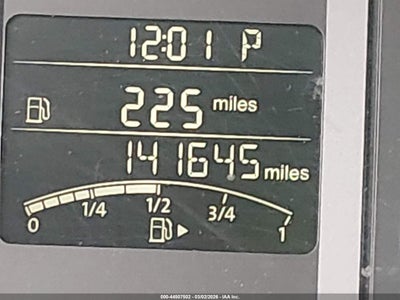 12:01 P
225 miles
141645 miles
0 1/4 1/2 3/4 1
000-44507502 - 03/02/2026 - IAA Inc.